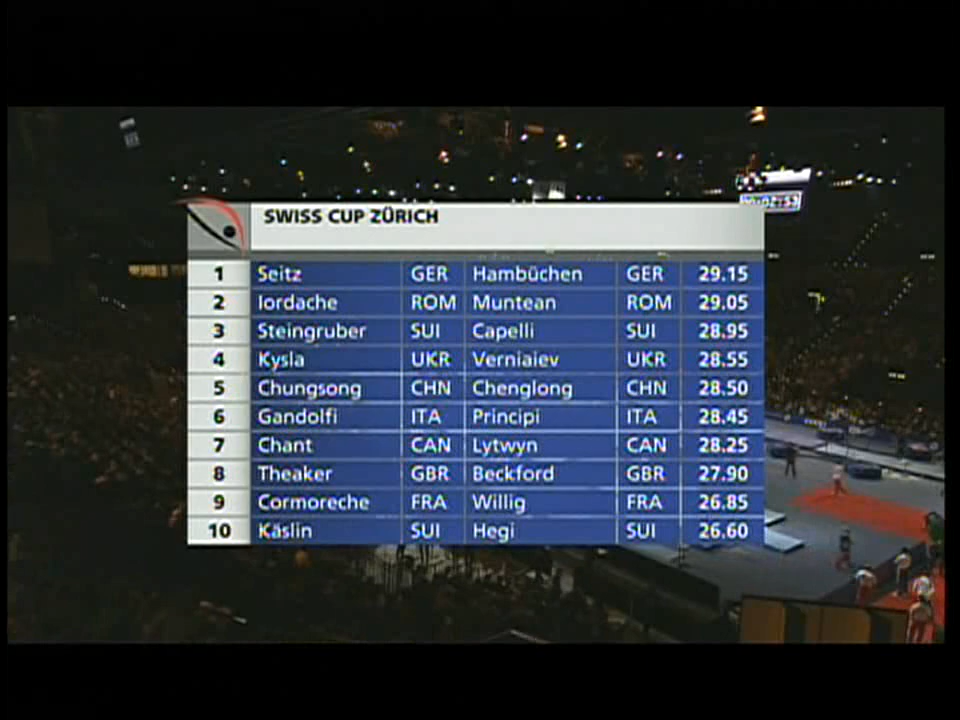 SWISS CUP ZÜRICH
1 Seitz GER Hambüchen GER 29.15
2 Iordache ROM Muntean ROM 29.05
3 Steingruber SUI Capelli SUI 28.95
4 Kysla UKR Verniaiev UKR 28.55
5 Chungsong CHN Chenglong CHN 28.50
6 Gandolfi ITA Principi ITA 28.45
7 Chant CAN Lytwyn CAN 28.25
8 Theaker GBR Beckford GBR 27.90
9 Cormoreche FRA Willig FRA 26.85
10 Käslin SUI Hegi SUI 26.60